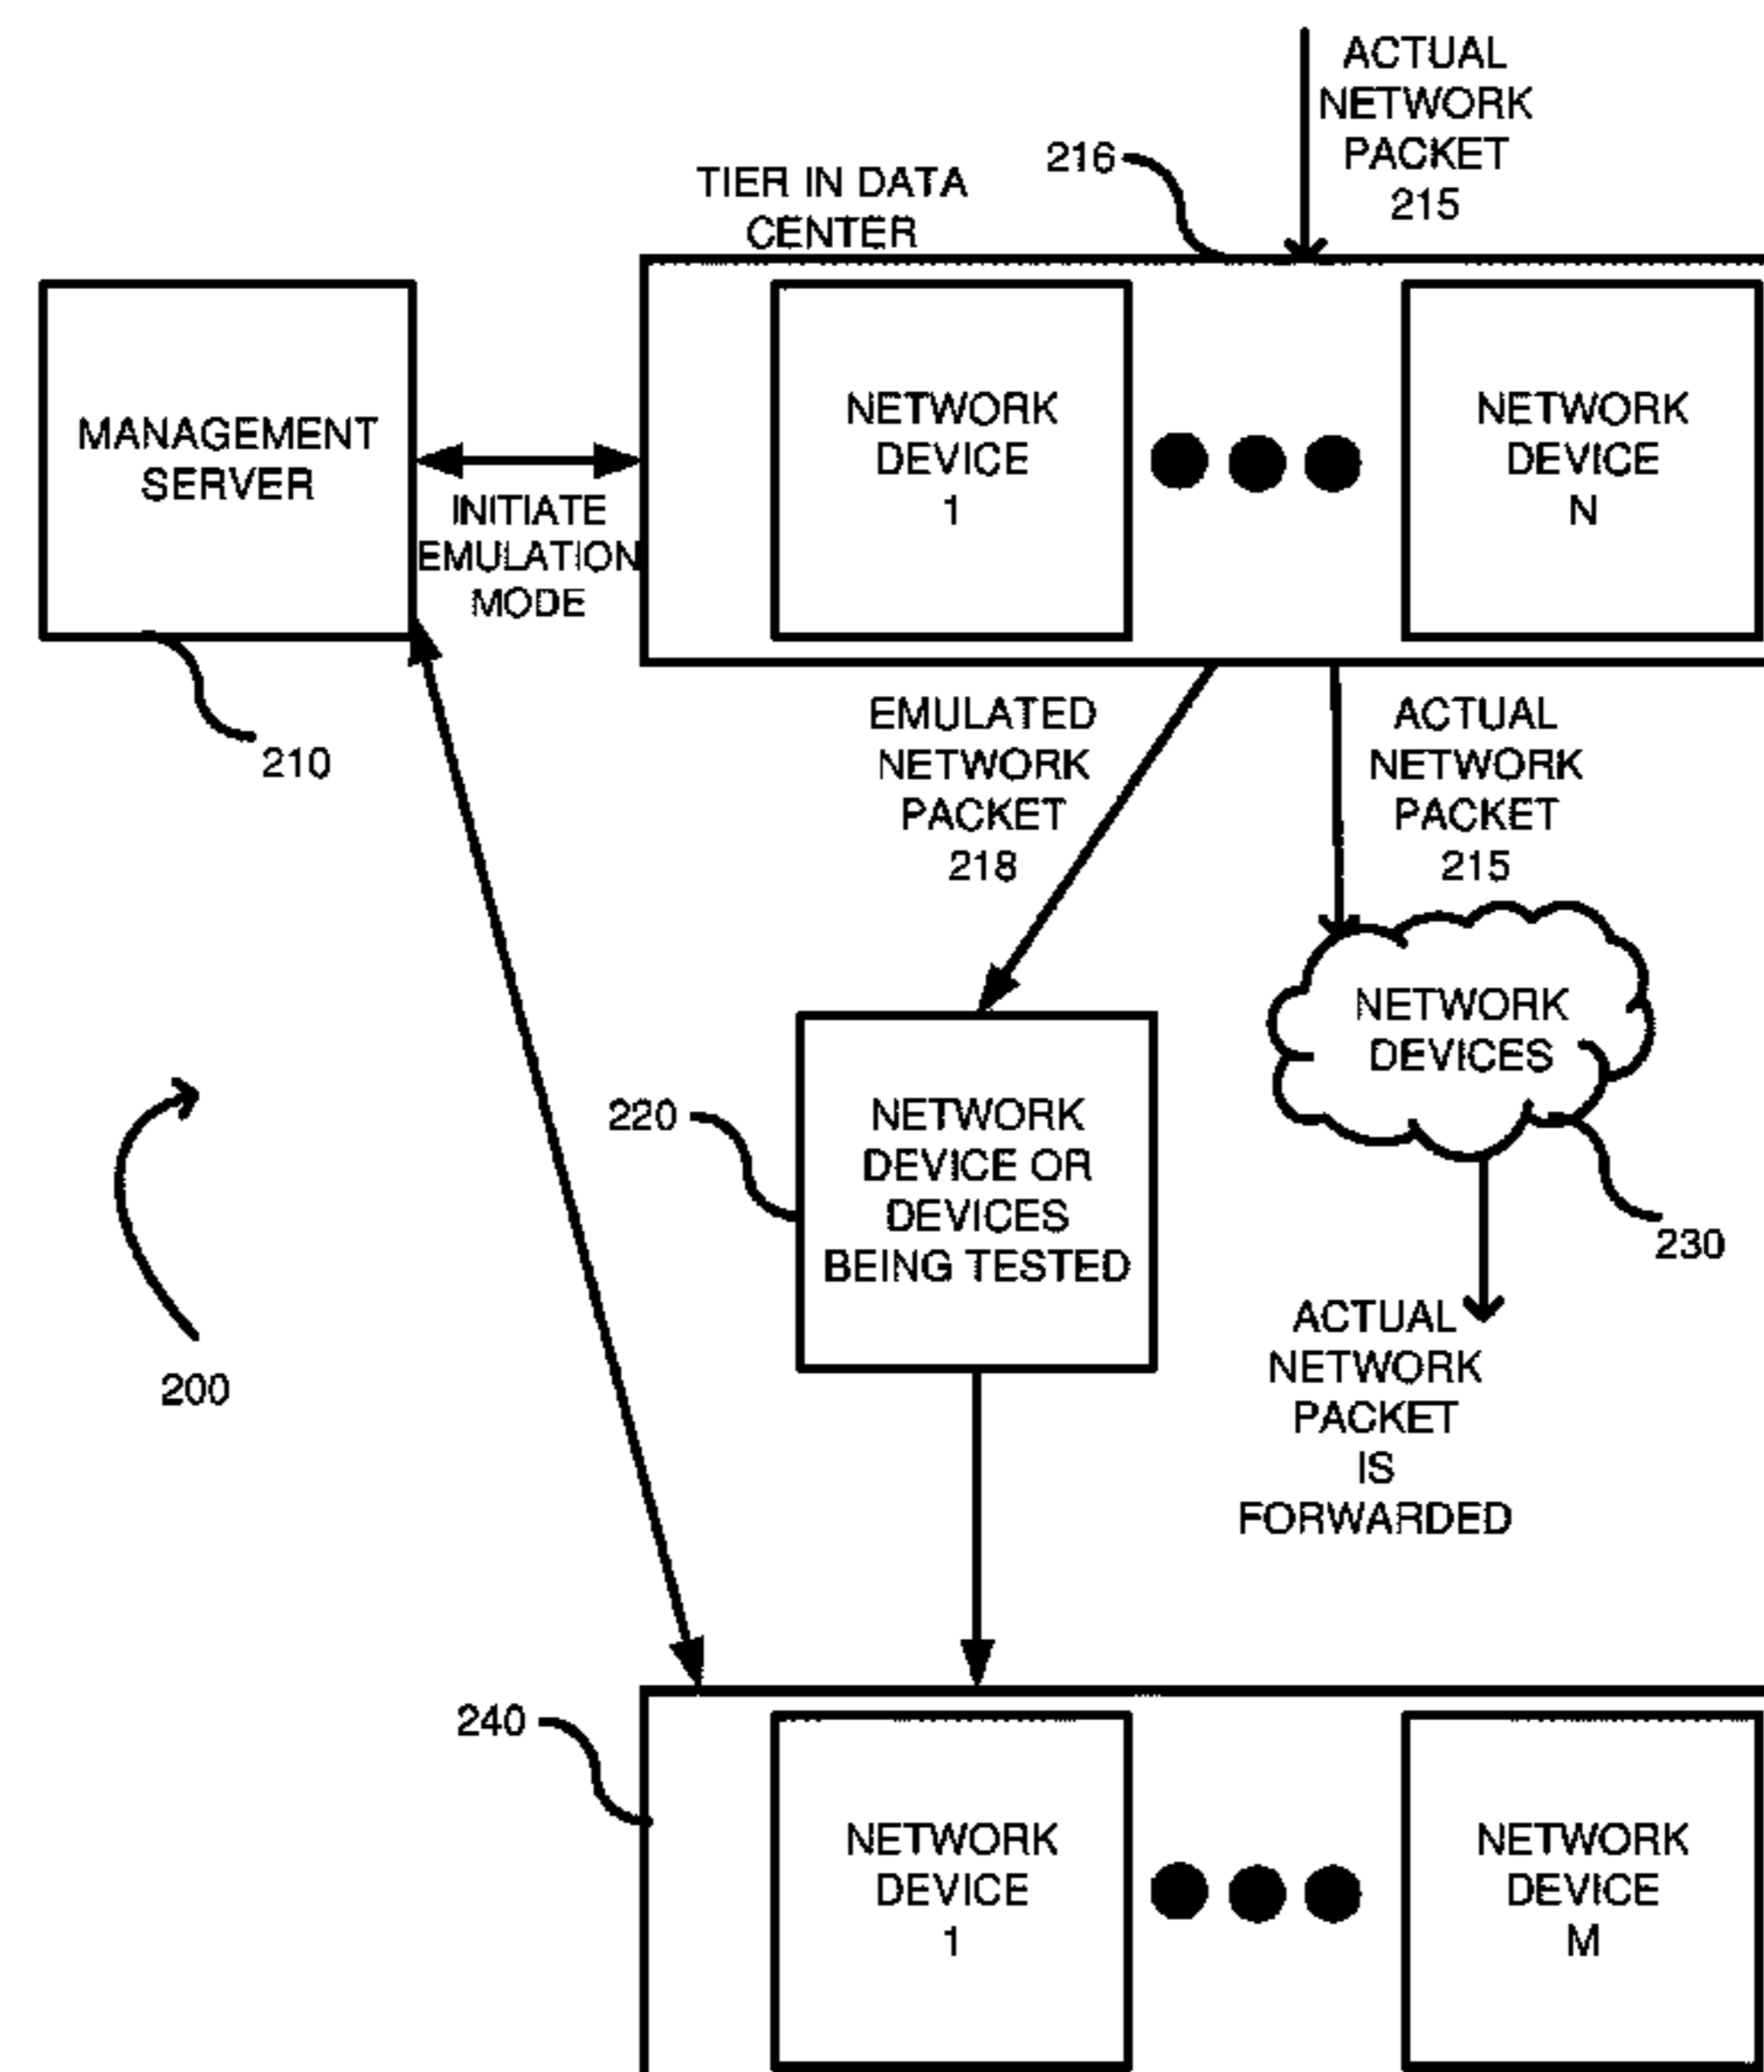 ACTUAL
NETWORK
PACKET
215
216
TIER IN DATA
CENTER
MANAGEMENT
SERVER
INITIATE
EMULATION
MODE
NETWORK
DEVICE
1
NETWORK
DEVICE
N
210
EMULATED
NETWORK
PACKET
218
ACTUAL
NETWORK
PACKET
215
NETWORK
DEVICES
230
220
NETWORK
DEVICE OR
DEVICES
BEING TESTED
200
ACTUAL
NETWORK
PACKET
IS
FORWARDED
240
NETWORK
DEVICE
1
NETWORK
DEVICE
M